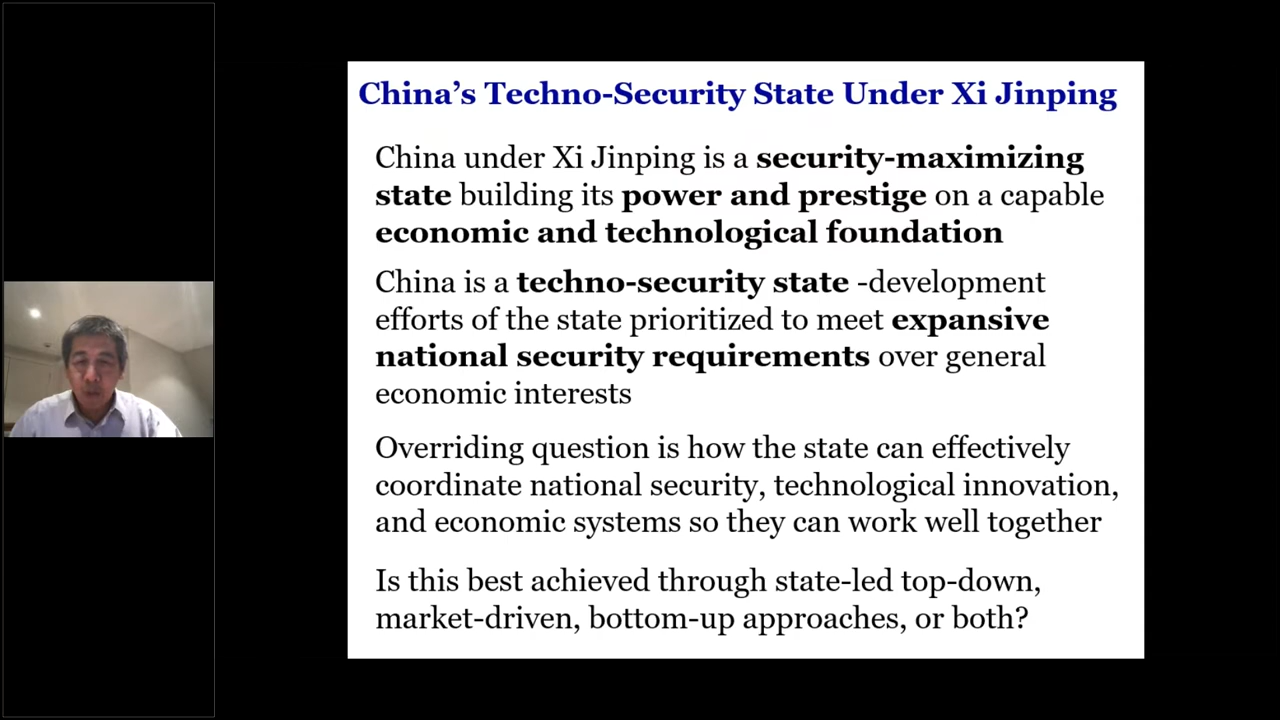 China’s Techno-Security State Under Xi Jinping
China under Xi Jinping is a security-maximizing
state building its power and prestige on a capable
economic and technological foundation
China is a techno-security state -development
efforts of the state prioritized to meet expansive
national security requirements over general
economic interests
Overriding question is how the state can effectively
coordinate national security, technological innovation,
and economic systems so they can work well together
Is this best achieved through state-led top-down,
market-driven, bottom-up approaches, or both?